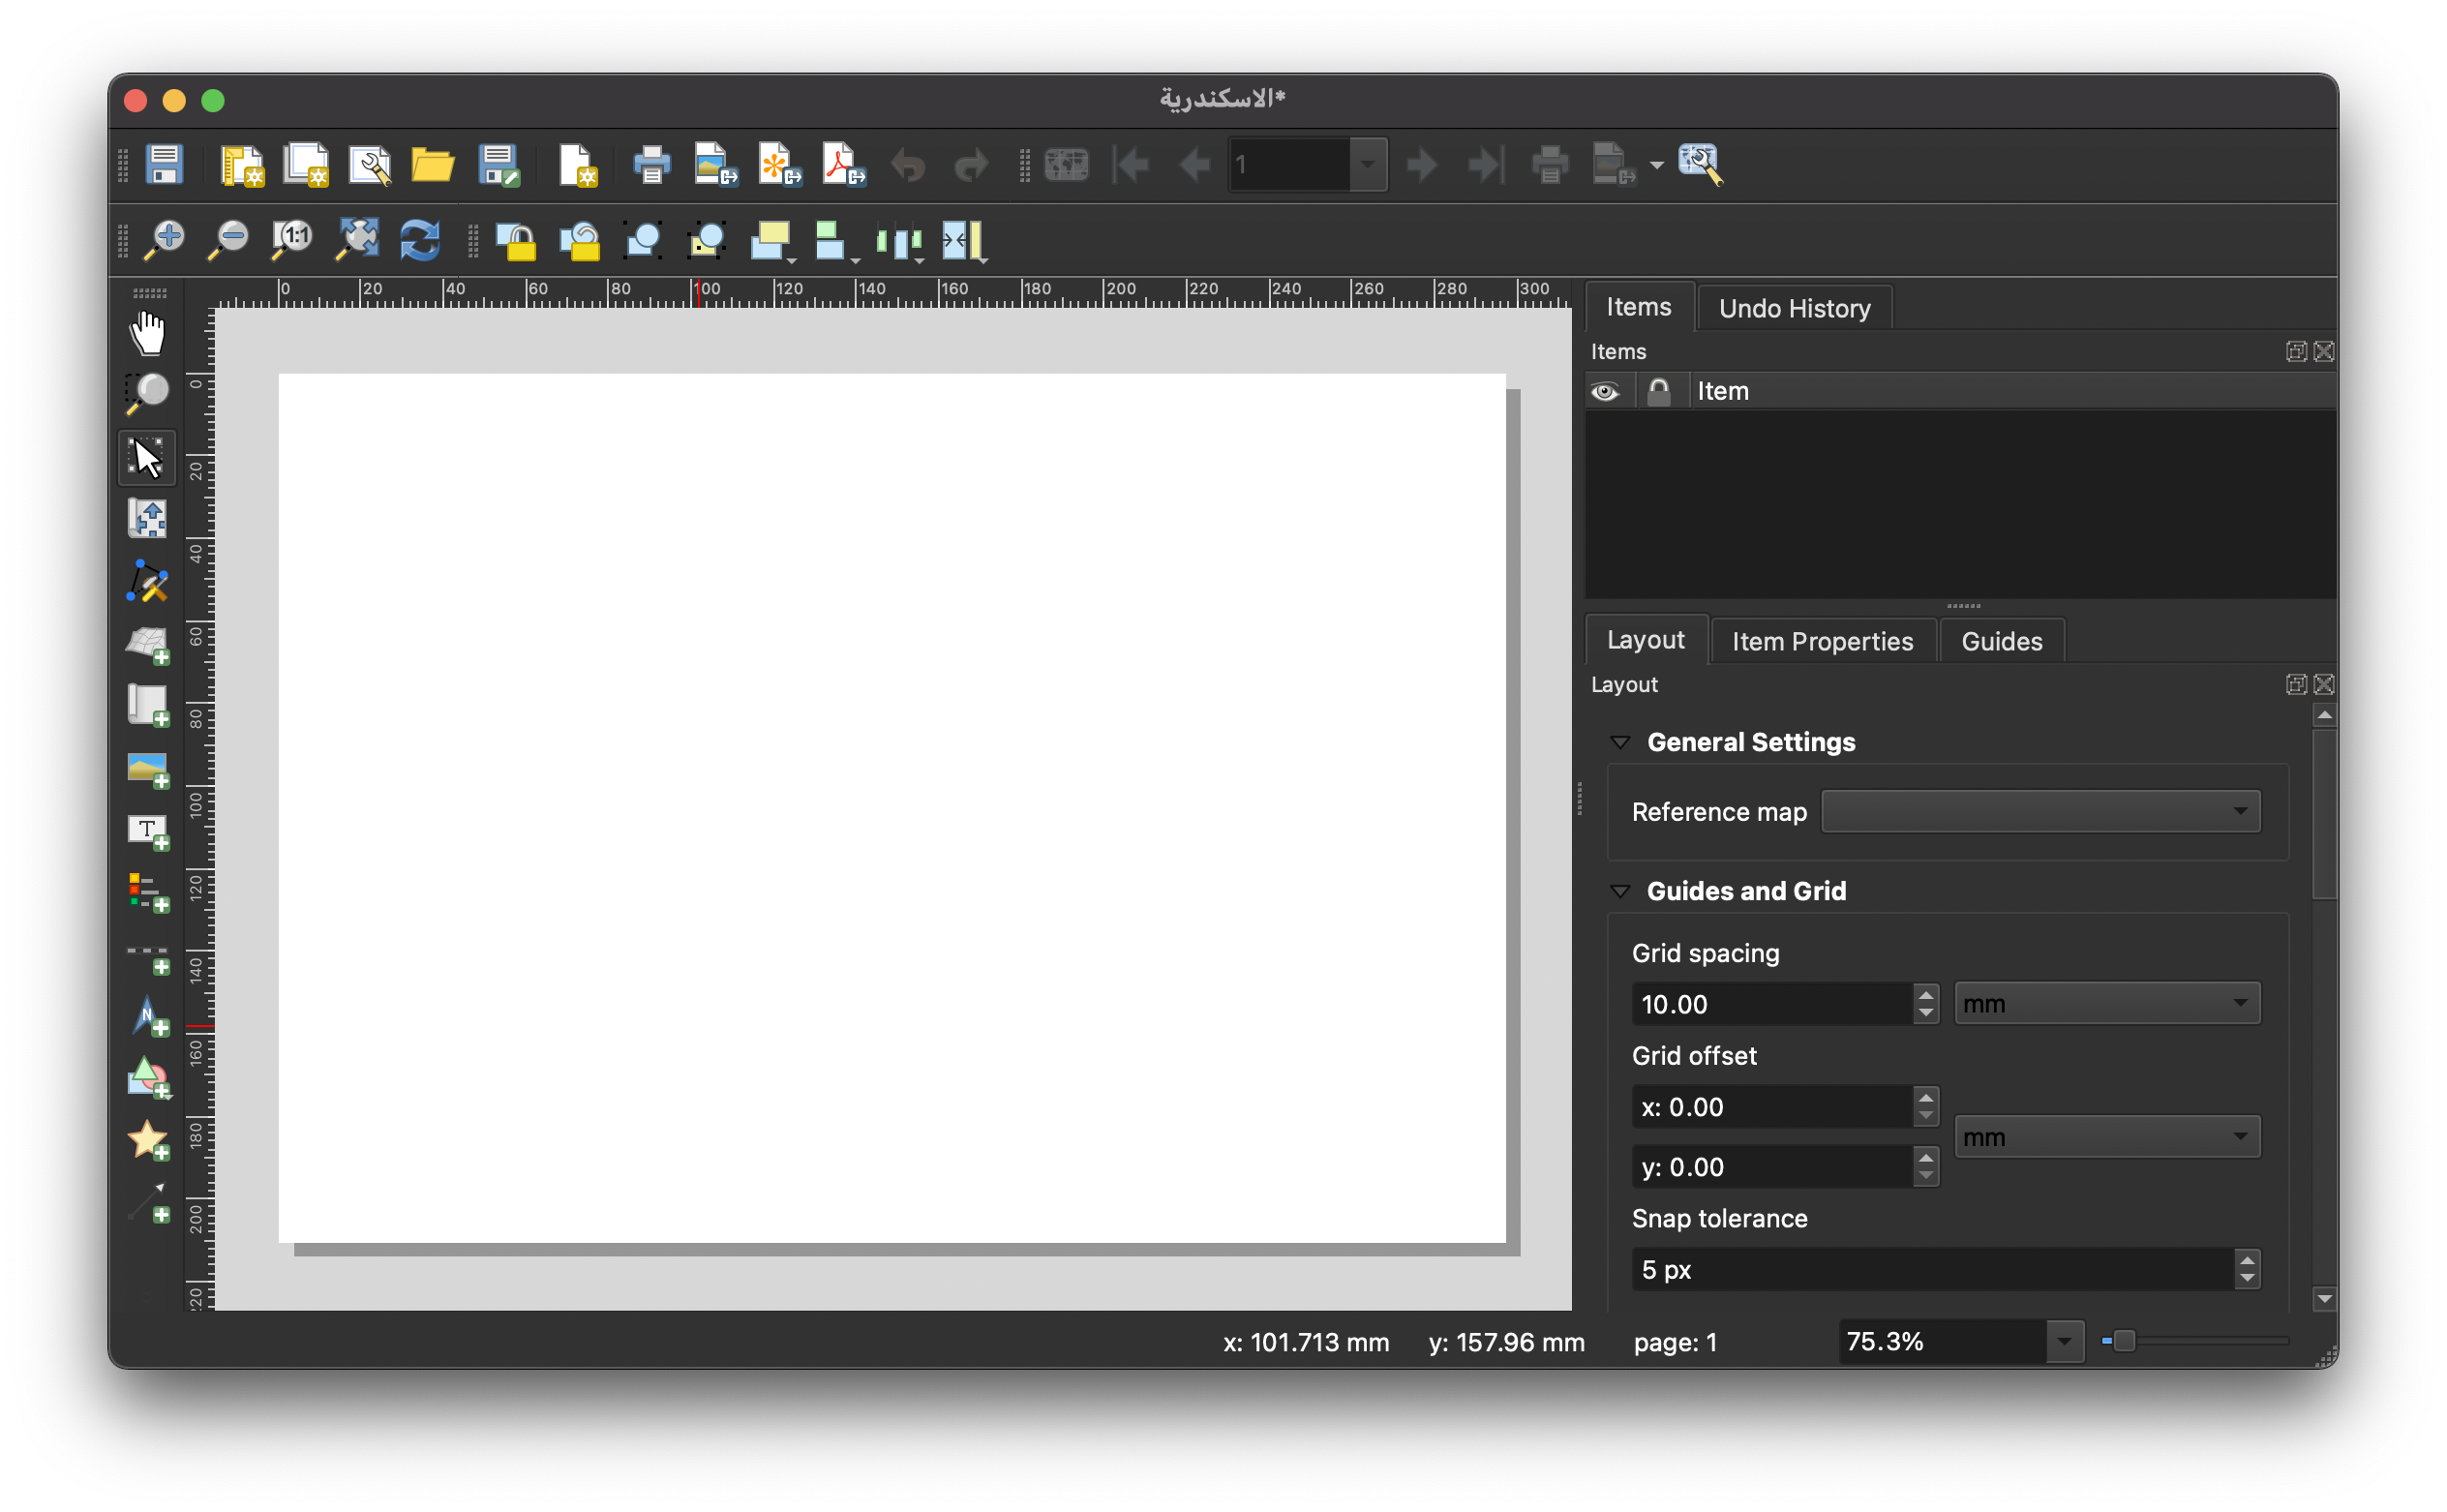 الاسكندرية*
1
1:1
0 20 40 60 80 100 120 140 160 180 200 220 240 260 280 300
Items Undo History
Items
Item
0
20
40
60
80
100
120
140
160
180
200
220
T
N
Layout Item Properties Guides
Layout
General Settings
Reference map
Guides and Grid
Grid spacing
10.00 mm
Grid offset
x: 0.00
mm
y: 0.00
Snap tolerance
5 px
x: 101.713 mm y: 157.96 mm page: 1 75.3%